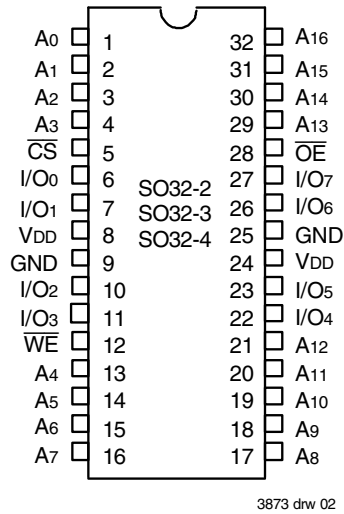 A0 1 32 A16
A1 2 31 A15
A2 3 30 A14
A3 4 29 A13
C̅S̅ 5 28 O̅E̅
I/O0 6 27 I/O7
SO32-2
I/O1 7 26 I/O6
SO32-3
VDD 8 25 GND
SO32-4
GND 9 24 VDD
I/O2 10 23 I/O5
I/O3 11 22 I/O4
W̅E̅ 12 21 A12
A4 13 20 A11
A5 14 19 A10
A6 15 18 A9
A7 16 17 A8
3873 drw 02